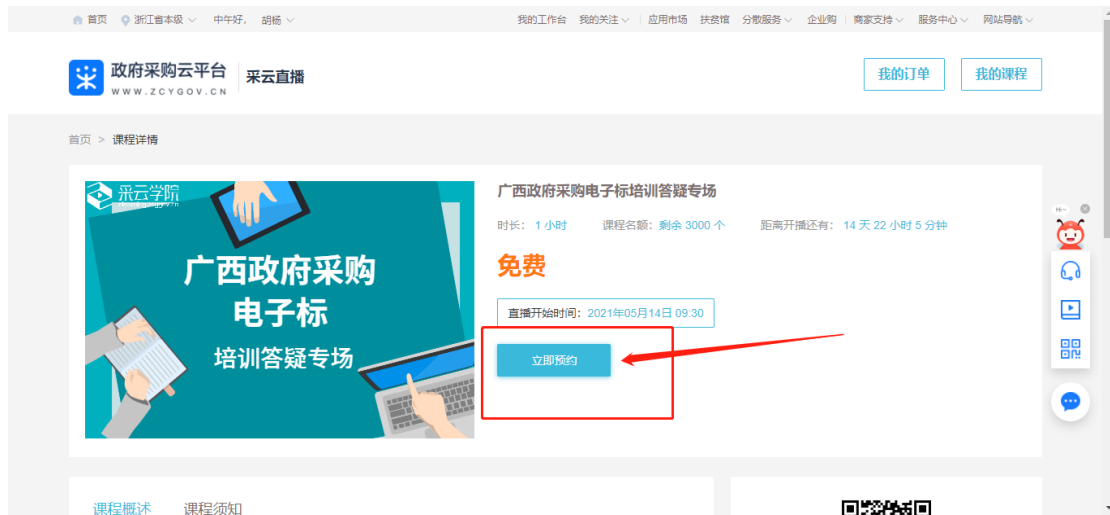 首页 浙江省本级 中午好, 胡杨 我的工作台 我的关注 应用市场 扶贫馆 分散服务 企业购 商家支持 服务中心 网站导航
政府采购云平台 采云直播 我的订单 我的课程
WWW.ZCYGOV.CN
首页 > 课程详情
采云学院
广西政府采购
电子标
培训答疑专场
广西政府采购电子标培训答疑专场
时长: 1 小时 课程名额: 剩余 3000 个 距离开播还有: 14 天 22 小时 5 分钟
免费
直播开始时间: 2021年05月14日 09:30
立即预约
Hi~
课程概述 课程须知